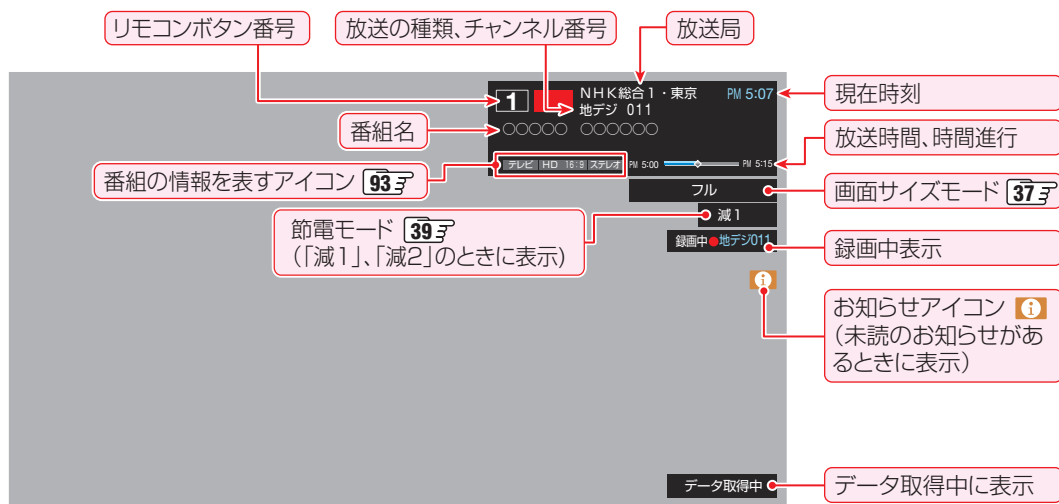 リモコンボタン番号
放送の種類、チャンネル番号
放送局
1
NHK総合1・東京
PM 5:07
地デジ 011
現在時刻
番組名
○○○○○ ○○○○○○
放送時間、時間進行
テレビ HD 16:9 ステレオ PM 5:00 PM 5:15
番組の情報を表すアイコン 93
フル
画面サイズモード 37
節電モード 39
(「減1」、「減2」のときに表示)
減1
録画中●地デジ011
録画中表示
お知らせアイコン i
(未読のお知らせがあ
るときに表示)
データ取得中
データ取得中に表示